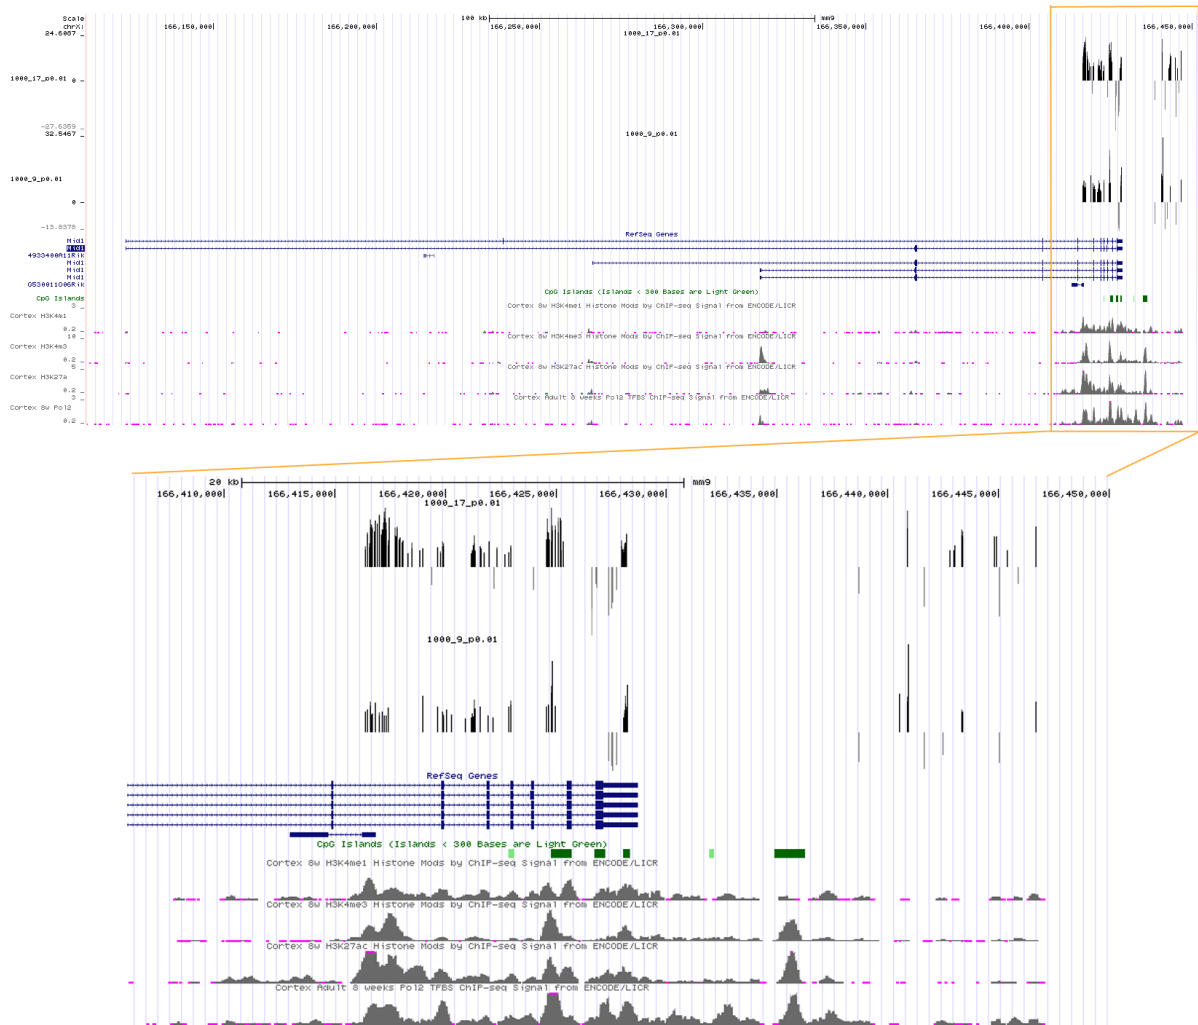 Scale 100 kb mm9
chrX: 166,150,000 166,200,000 166,250,000 166,300,000 166,350,000 166,400,000 166,450,000
24.6087 _ 1000_17_p0.01
1000_17_p0.01 0 _
-27.6359 _
32.5467 _ 1000_9_p0.01
1000_9_p0.01
0 _
-13.8378 _
RefSeq Genes
Mid1
Mid1
4933400A11Rik
Mid1
Mid1
Mid1
G530011O06Rik
CpG Islands (Islands < 300 Bases are Light Green)
CpG Islands
3 _ Cortex 8w H3K4me1 Histone Mods by ChIP-seq Signal from ENCODE/LICR
Cortex H3K4m1
0.2 _
10 _ Cortex 8w H3K4me3 Histone Mods by ChIP-seq Signal from ENCODE/LICR
Cortex H3K4m3
0.2 _
5 _ Cortex 8w H3K27ac Histone Mods by ChIP-seq Signal from ENCODE/LICR
Cortex H3K27a
0.2 _
3 _ Cortex Adult 8 weeks Pol2 TFBS ChIP-seq Signal from ENCODE/LICR
Cortex 8w Pol2
0.2 _
20 kb mm9
166,410,000 166,415,000 166,420,000 166,425,000 166,430,000 166,435,000 166,440,000 166,445,000 166,450,000
1000_17_p0.01
1000_9_p0.01
RefSeq Genes
CpG Islands (Islands < 300 Bases are Light Green)
Cortex 8w H3K4me1 Histone Mods by ChIP-seq Signal from ENCODE/LICR
Cortex 8w H3K4me3 Histone Mods by ChIP-seq Signal from ENCODE/LICR
Cortex 8w H3K27ac Histone Mods by ChIP-seq Signal from ENCODE/LICR
Cortex Adult 8 weeks Pol2 TFBS ChIP-seq Signal from ENCODE/LICR